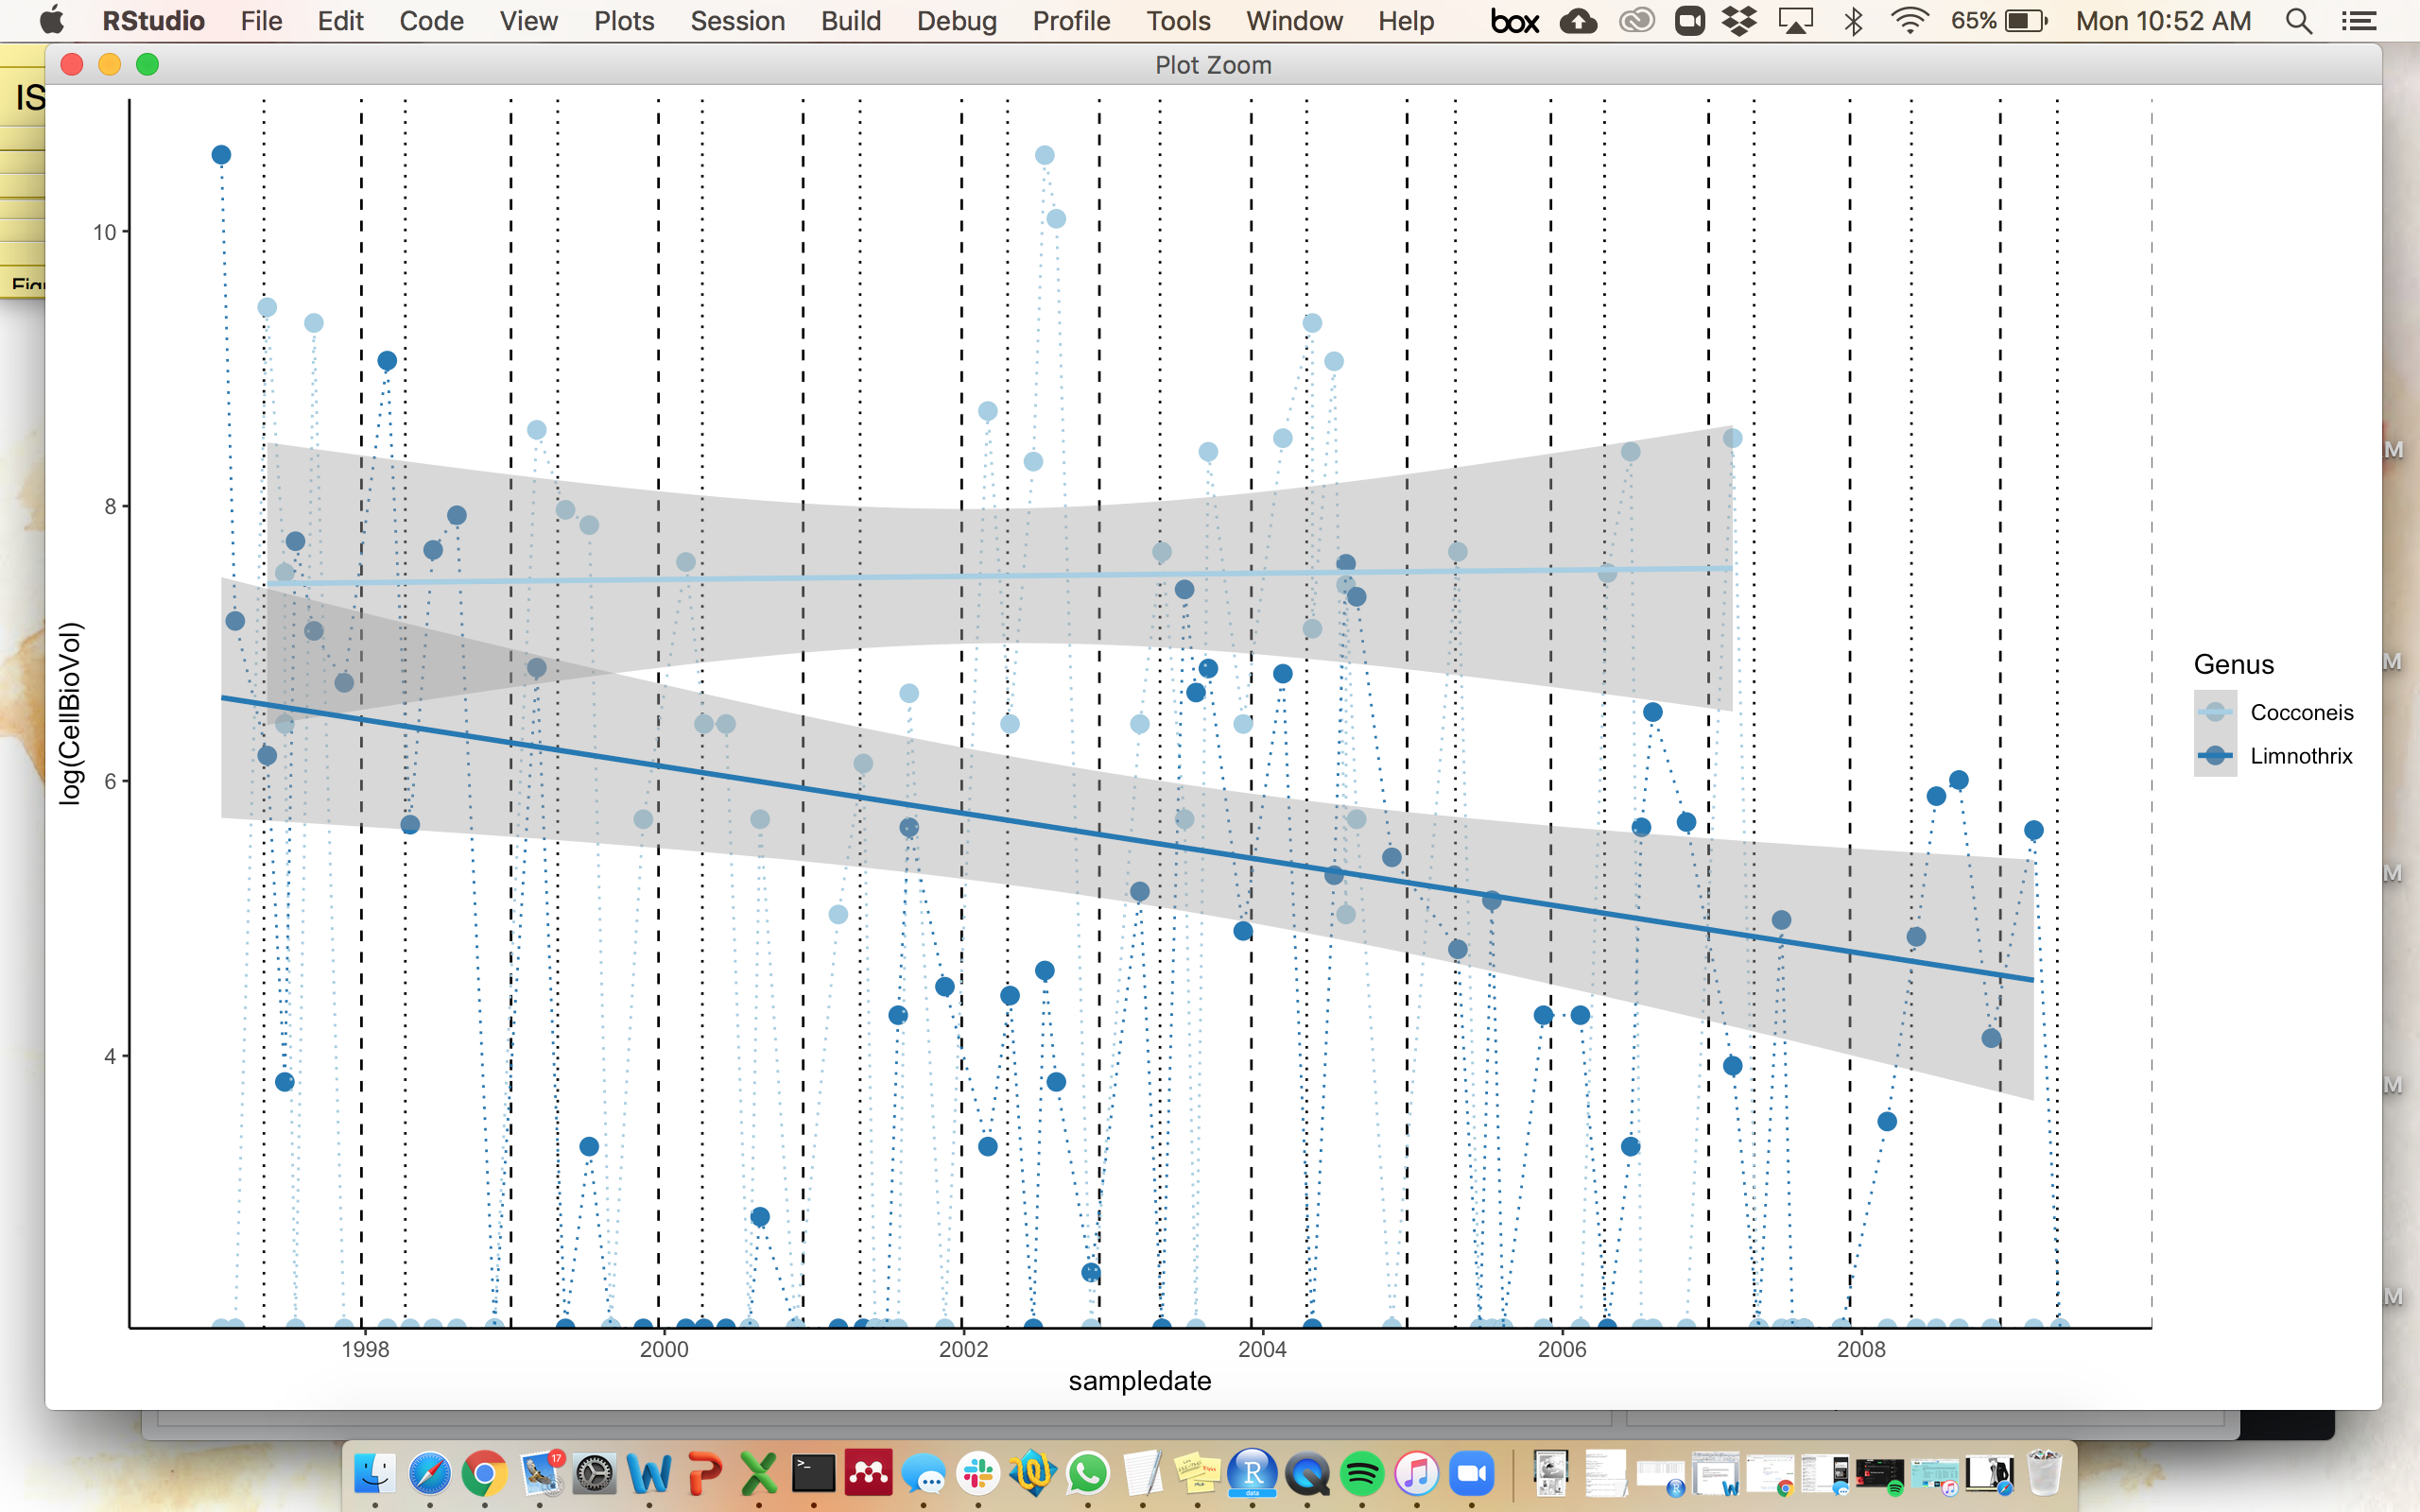 RStudio File Edit Code View Plots Session Build Debug Profile Tools Window Help box 65% Mon 10:52 AM
Plot Zoom
IS
10
8
6
4
log(CellBioVol)
1998 2000 2002 2004 2006 2008
sampledate
Genus
Cocconeis
Limnothrix
M
M
M
M
M
17
R
data